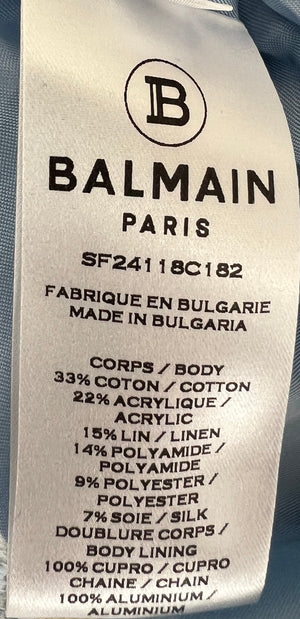 B
BALMAIN
PARIS
SF24118C182
FABRIQUE EN BULGARIE
MADE IN BULGARIA
CORPS / BODY
33% COTON / COTTON
22% ACRYLIQUE /
ACRYLIC
15% LIN / LINEN
14% POLYAMIDE /
POLYAMIDE
9% POLYESTER /
POLYESTER
7% SOIE / SILK
DOUBLURE CORPS /
BODY LINING
100% CUPRO / CUPRO
CHAINE / CHAIN
100% ALUMINIUM /
ALUMINIUM